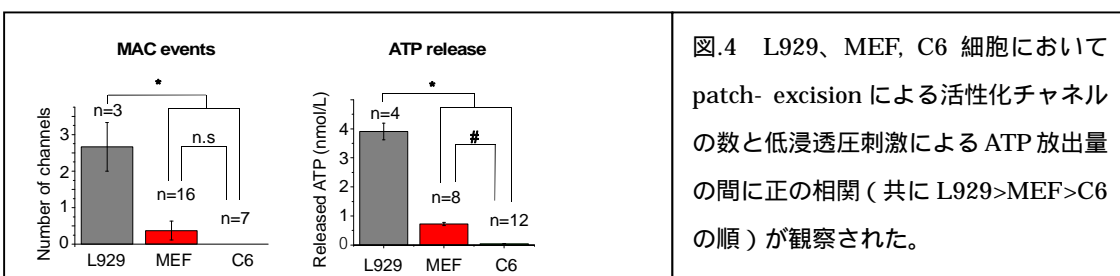 MAC events
*
n=3
n.s
n=16
n=7
Number of channels
3
2
1
0
L929 MEF C6
ATP release
*
n=4
#
n=8
n=12
Released ATP (nmol/L)
5
4
3
2
1
0
L929 MEF C6
図.4 L929、MEF, C6 細胞において
patch- excision による活性化チャネル
の数と低浸透圧刺激による ATP 放出量
の間に正の相関（共に L929>MEF>C6
の順）が観察された。